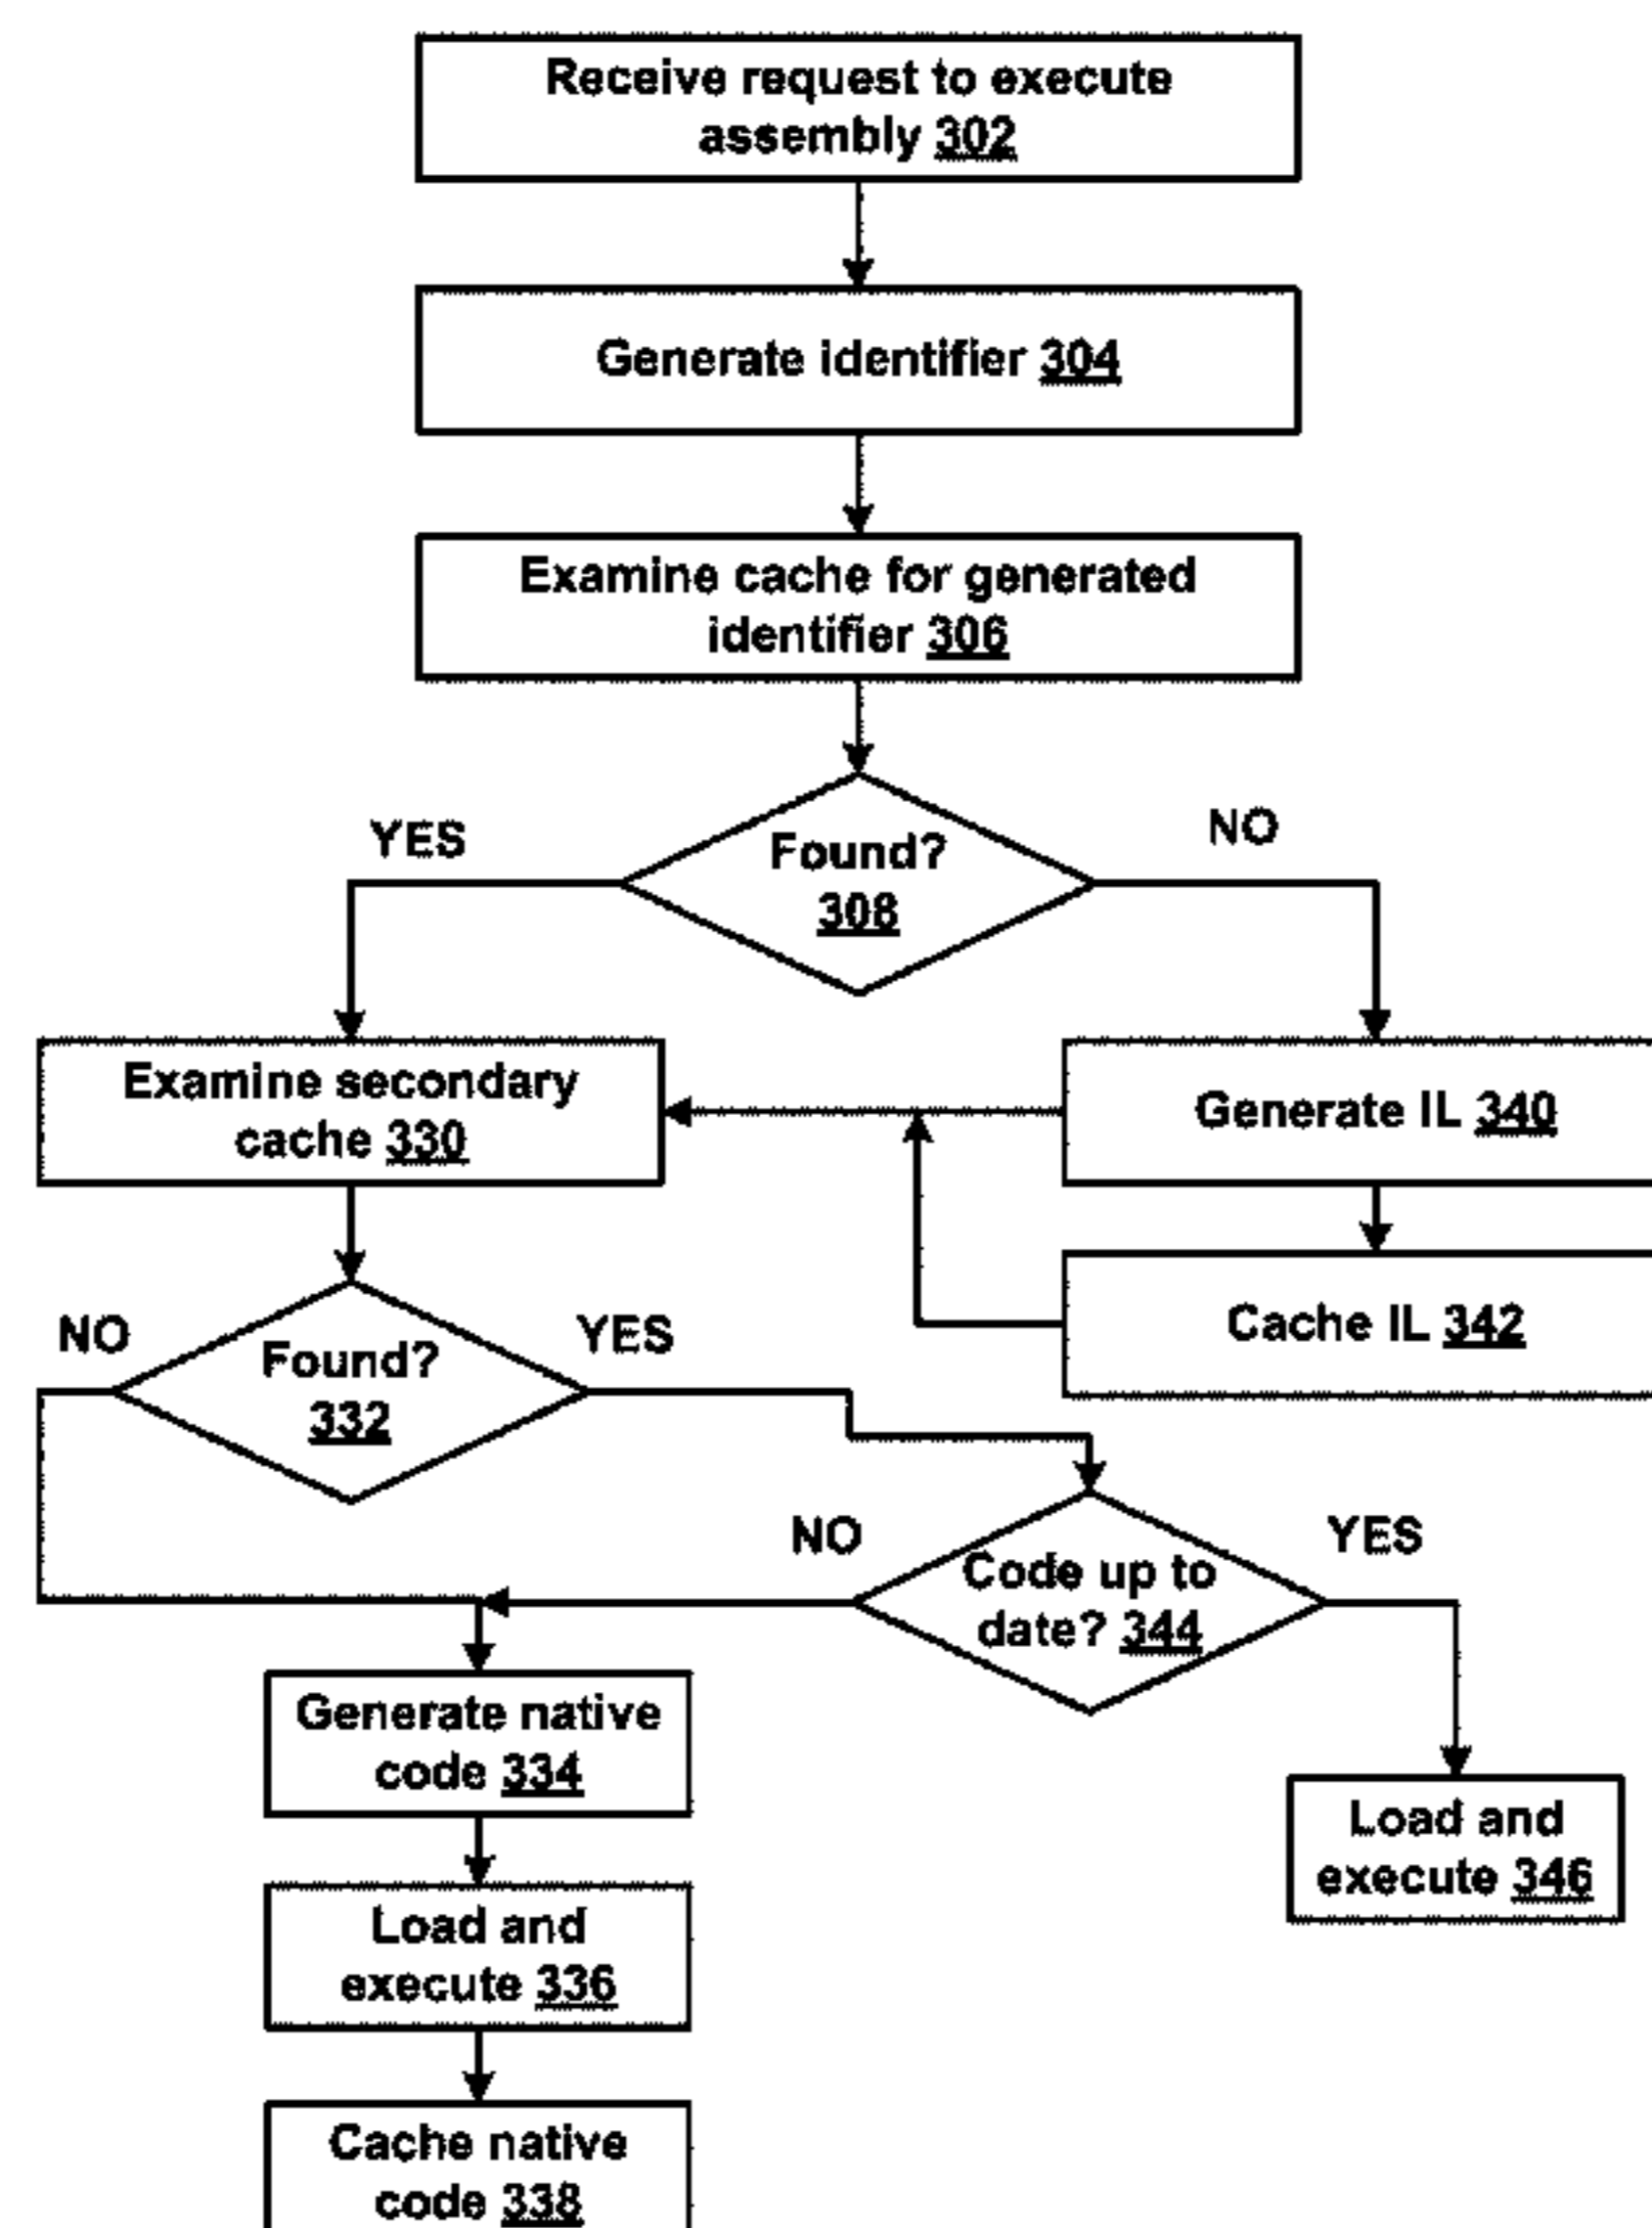 Receive request to execute
assembly 302
Generate identifier 304
Examine cache for generated
identifier 306
YES
Found?
308
NO
Examine secondary
cache 330
Generate IL 340
Cache IL 342
NO
Found?
332
YES
NO
Code up to
date? 344
YES
Generate native
code 334
Load and
execute 346
Load and
execute 336
Cache native
code 338